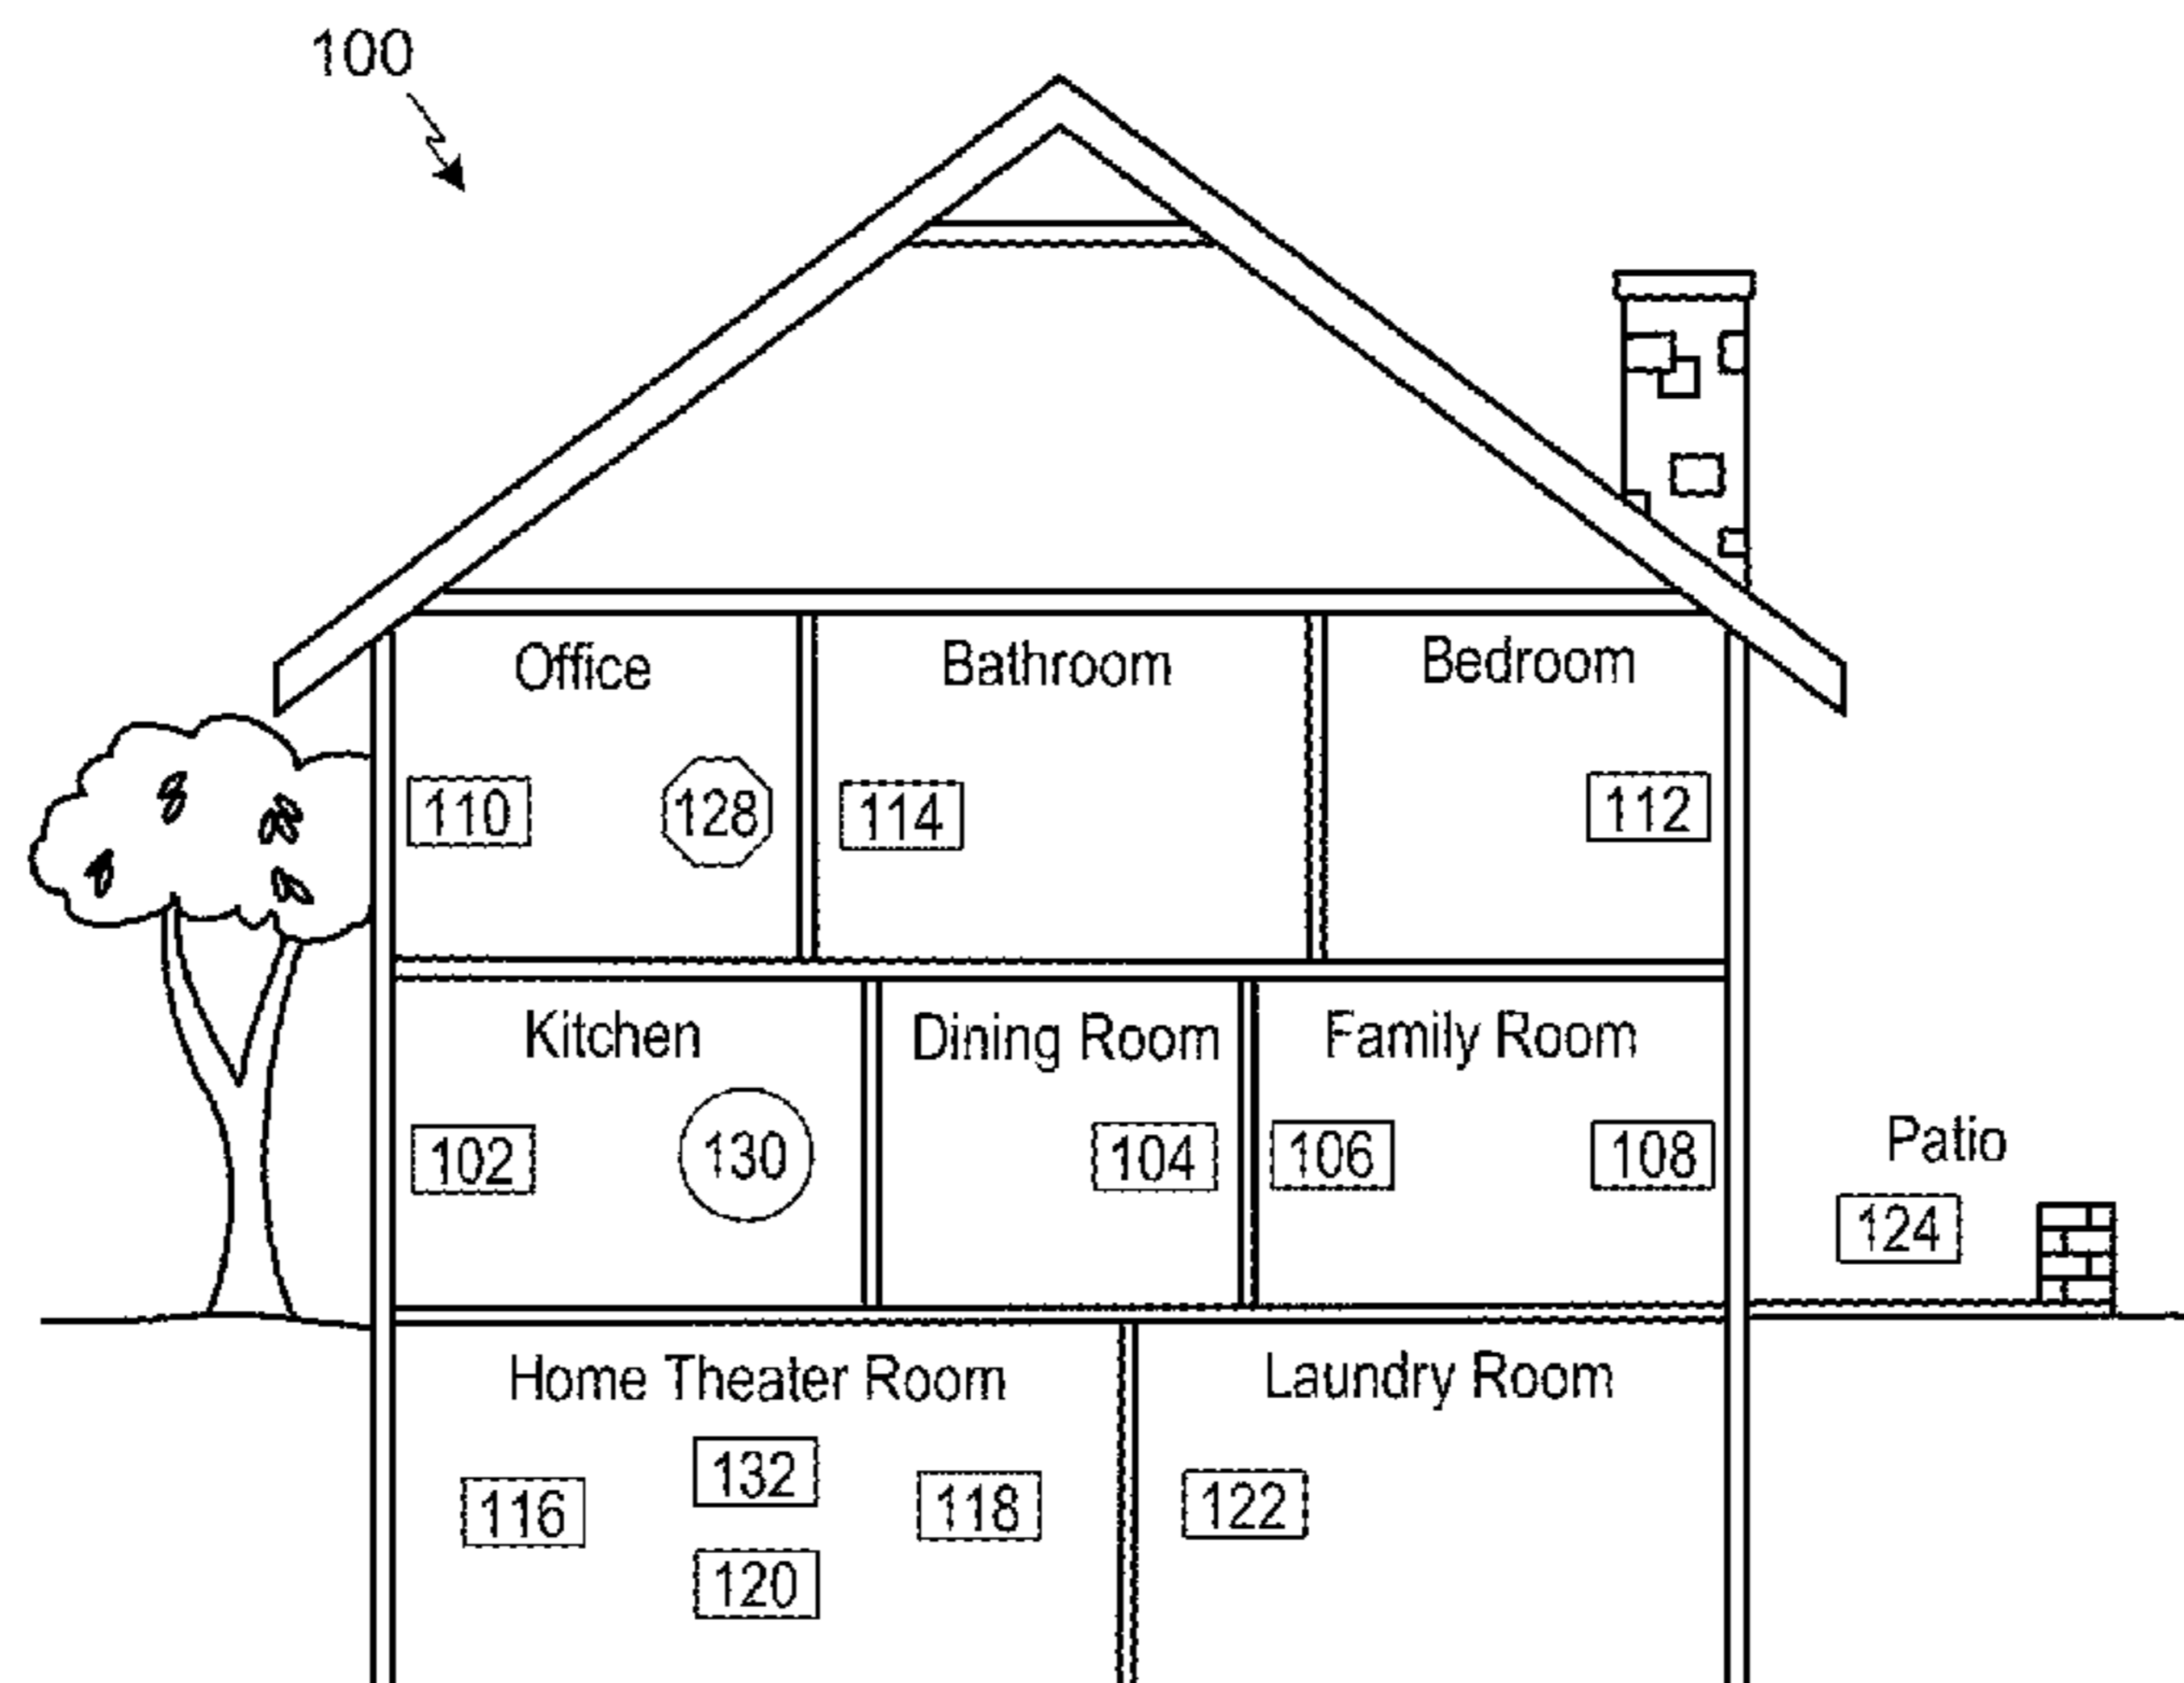 100
Office
Bathroom
Bedroom
110
128
114
112
Kitchen
Dining Room
Family Room
102
130
104
106
108
Patio
124
Home Theater Room
Laundry Room
116
132
118
120
122